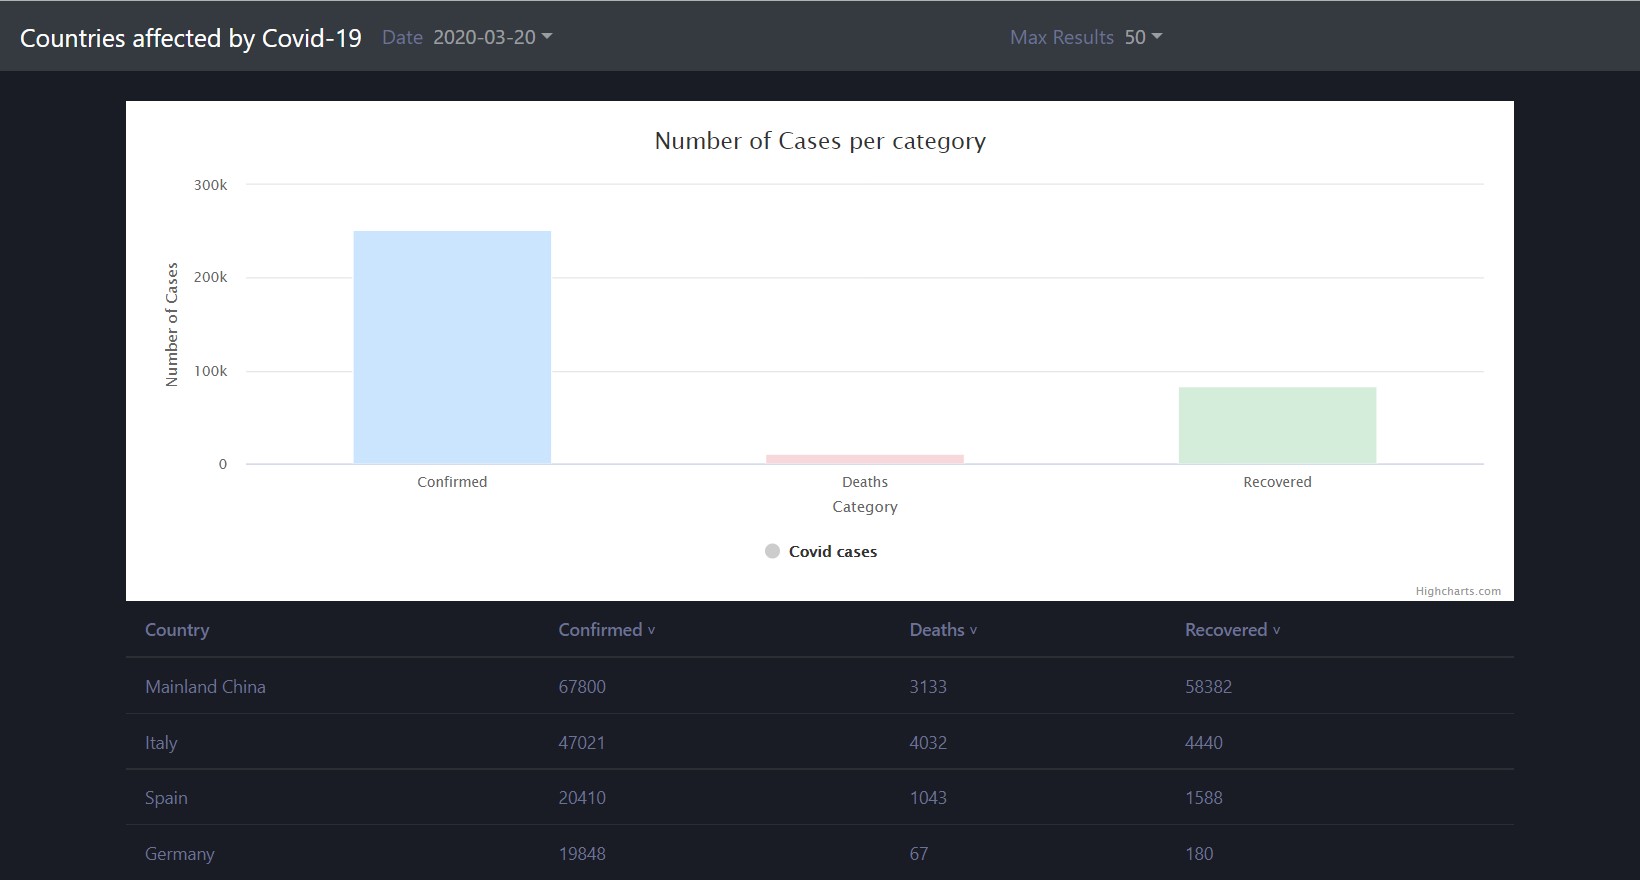 Countries affected by Covid-19 Date 2020-03-20 Max Results 50
Number of Cases per category
300k
200k
100k
0
Number of Cases
Confirmed Deaths Recovered
Category
Covid cases
Highcharts.com
Country Confirmed v Deaths v Recovered v
Mainland China 67800 3133 58382
Italy 47021 4032 4440
Spain 20410 1043 1588
Germany 19848 67 180